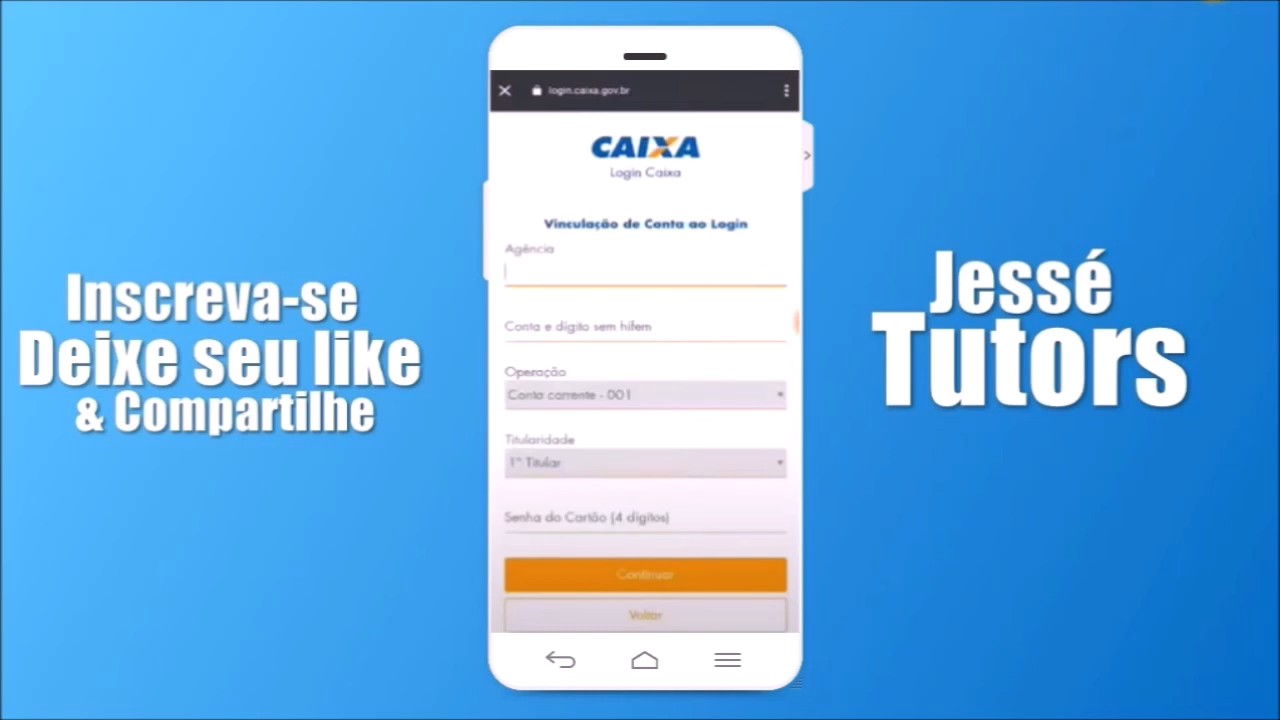 Inscreva-se
Deixe seu like
& Compartilhe
login.caixa.gov.br
CAIXA
Login Caixa
Vinculação de Conta ao Login
Agência
Conta e dígito sem hífem
Operação
Conta corrente - 001
Titularidade
1º Titular
Senha do Cartão (4 dígitos)
Continuar
Voltar
Jessé
Tutors